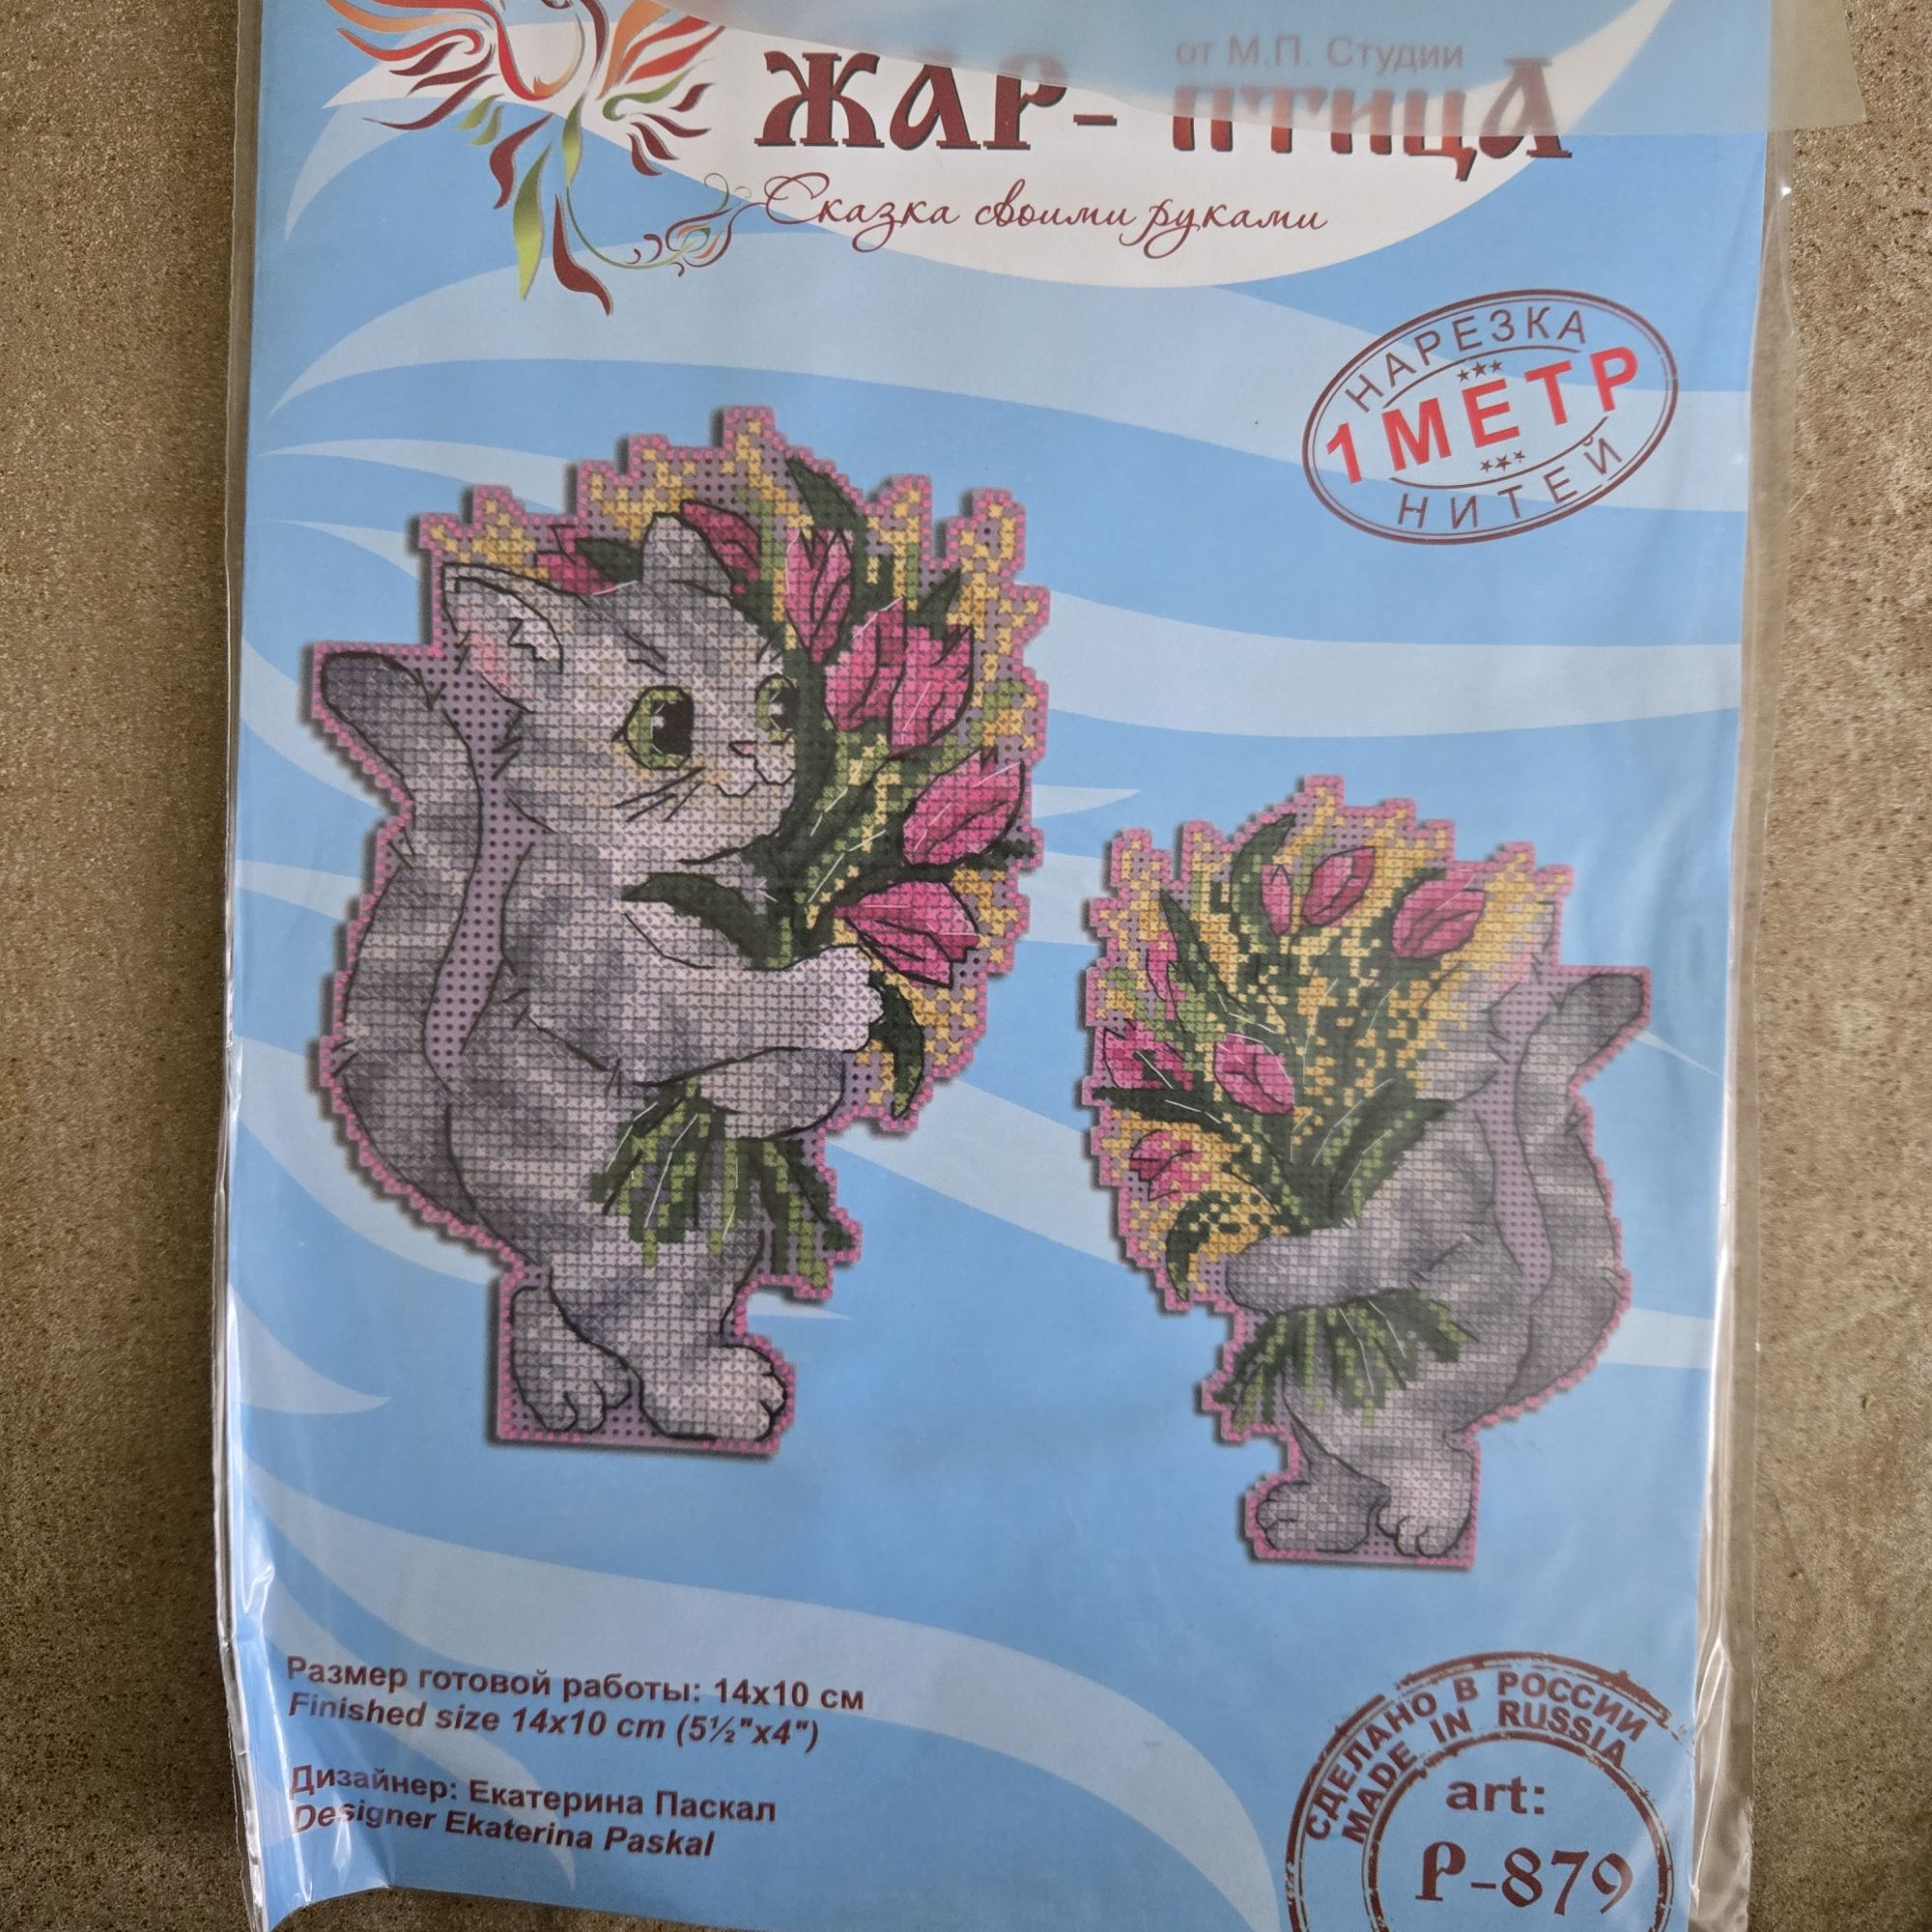 от М.П. Студии
ЖАР-ПТИЦА
Сказка своими руками
НАРЕЗКА
1 МЕТР
НИТЕЙ
Размер готовой работы: 14х10 см
Finished size 14x10 cm (5½"x4")
Дизайнер: Екатерина Паскал
Designer Ekaterina Paskal
СДЕЛАНО В РОССИИ
MADE IN RUSSIA
art:
P-879